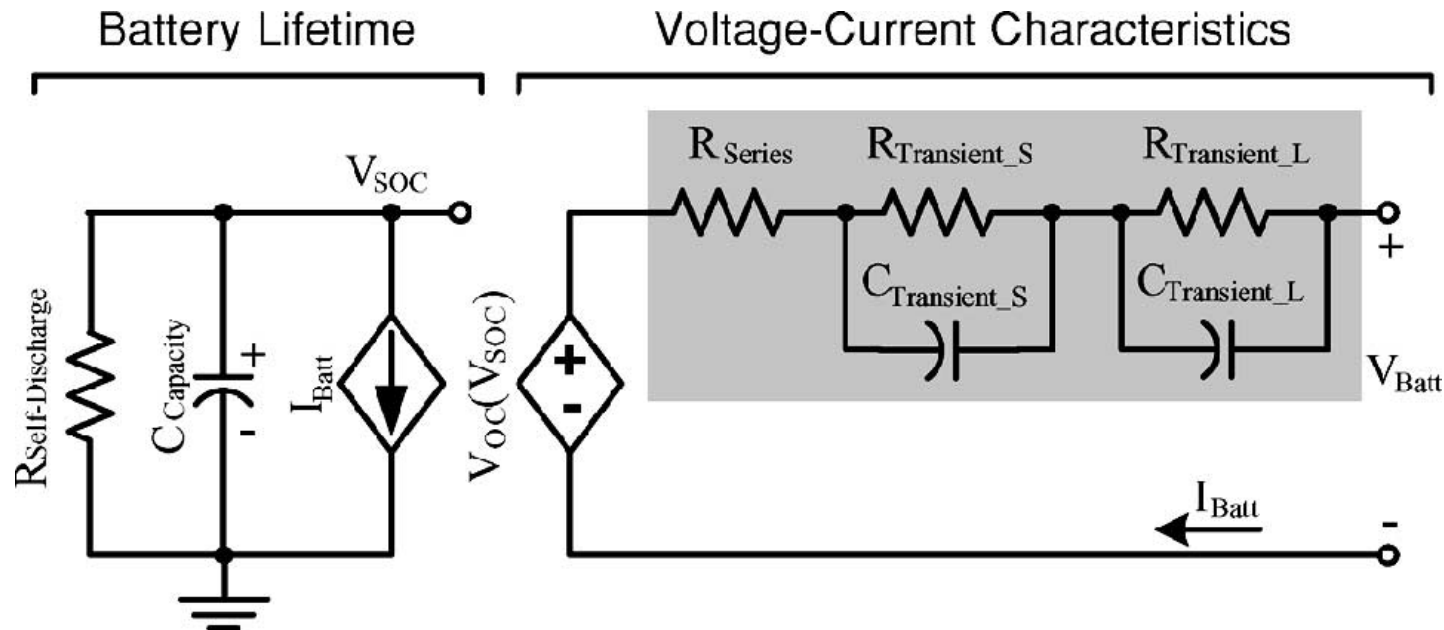 Battery Lifetime
Voltage-Current Characteristics
V_SOC
R_Self-Discharge
C_Capacity
+
-
I_Batt
V_OC(V_SOC)
+
-
R_Series
R_Transient_S
C_Transient_S
R_Transient_L
C_Transient_L
+
V_Batt
I_Batt
-